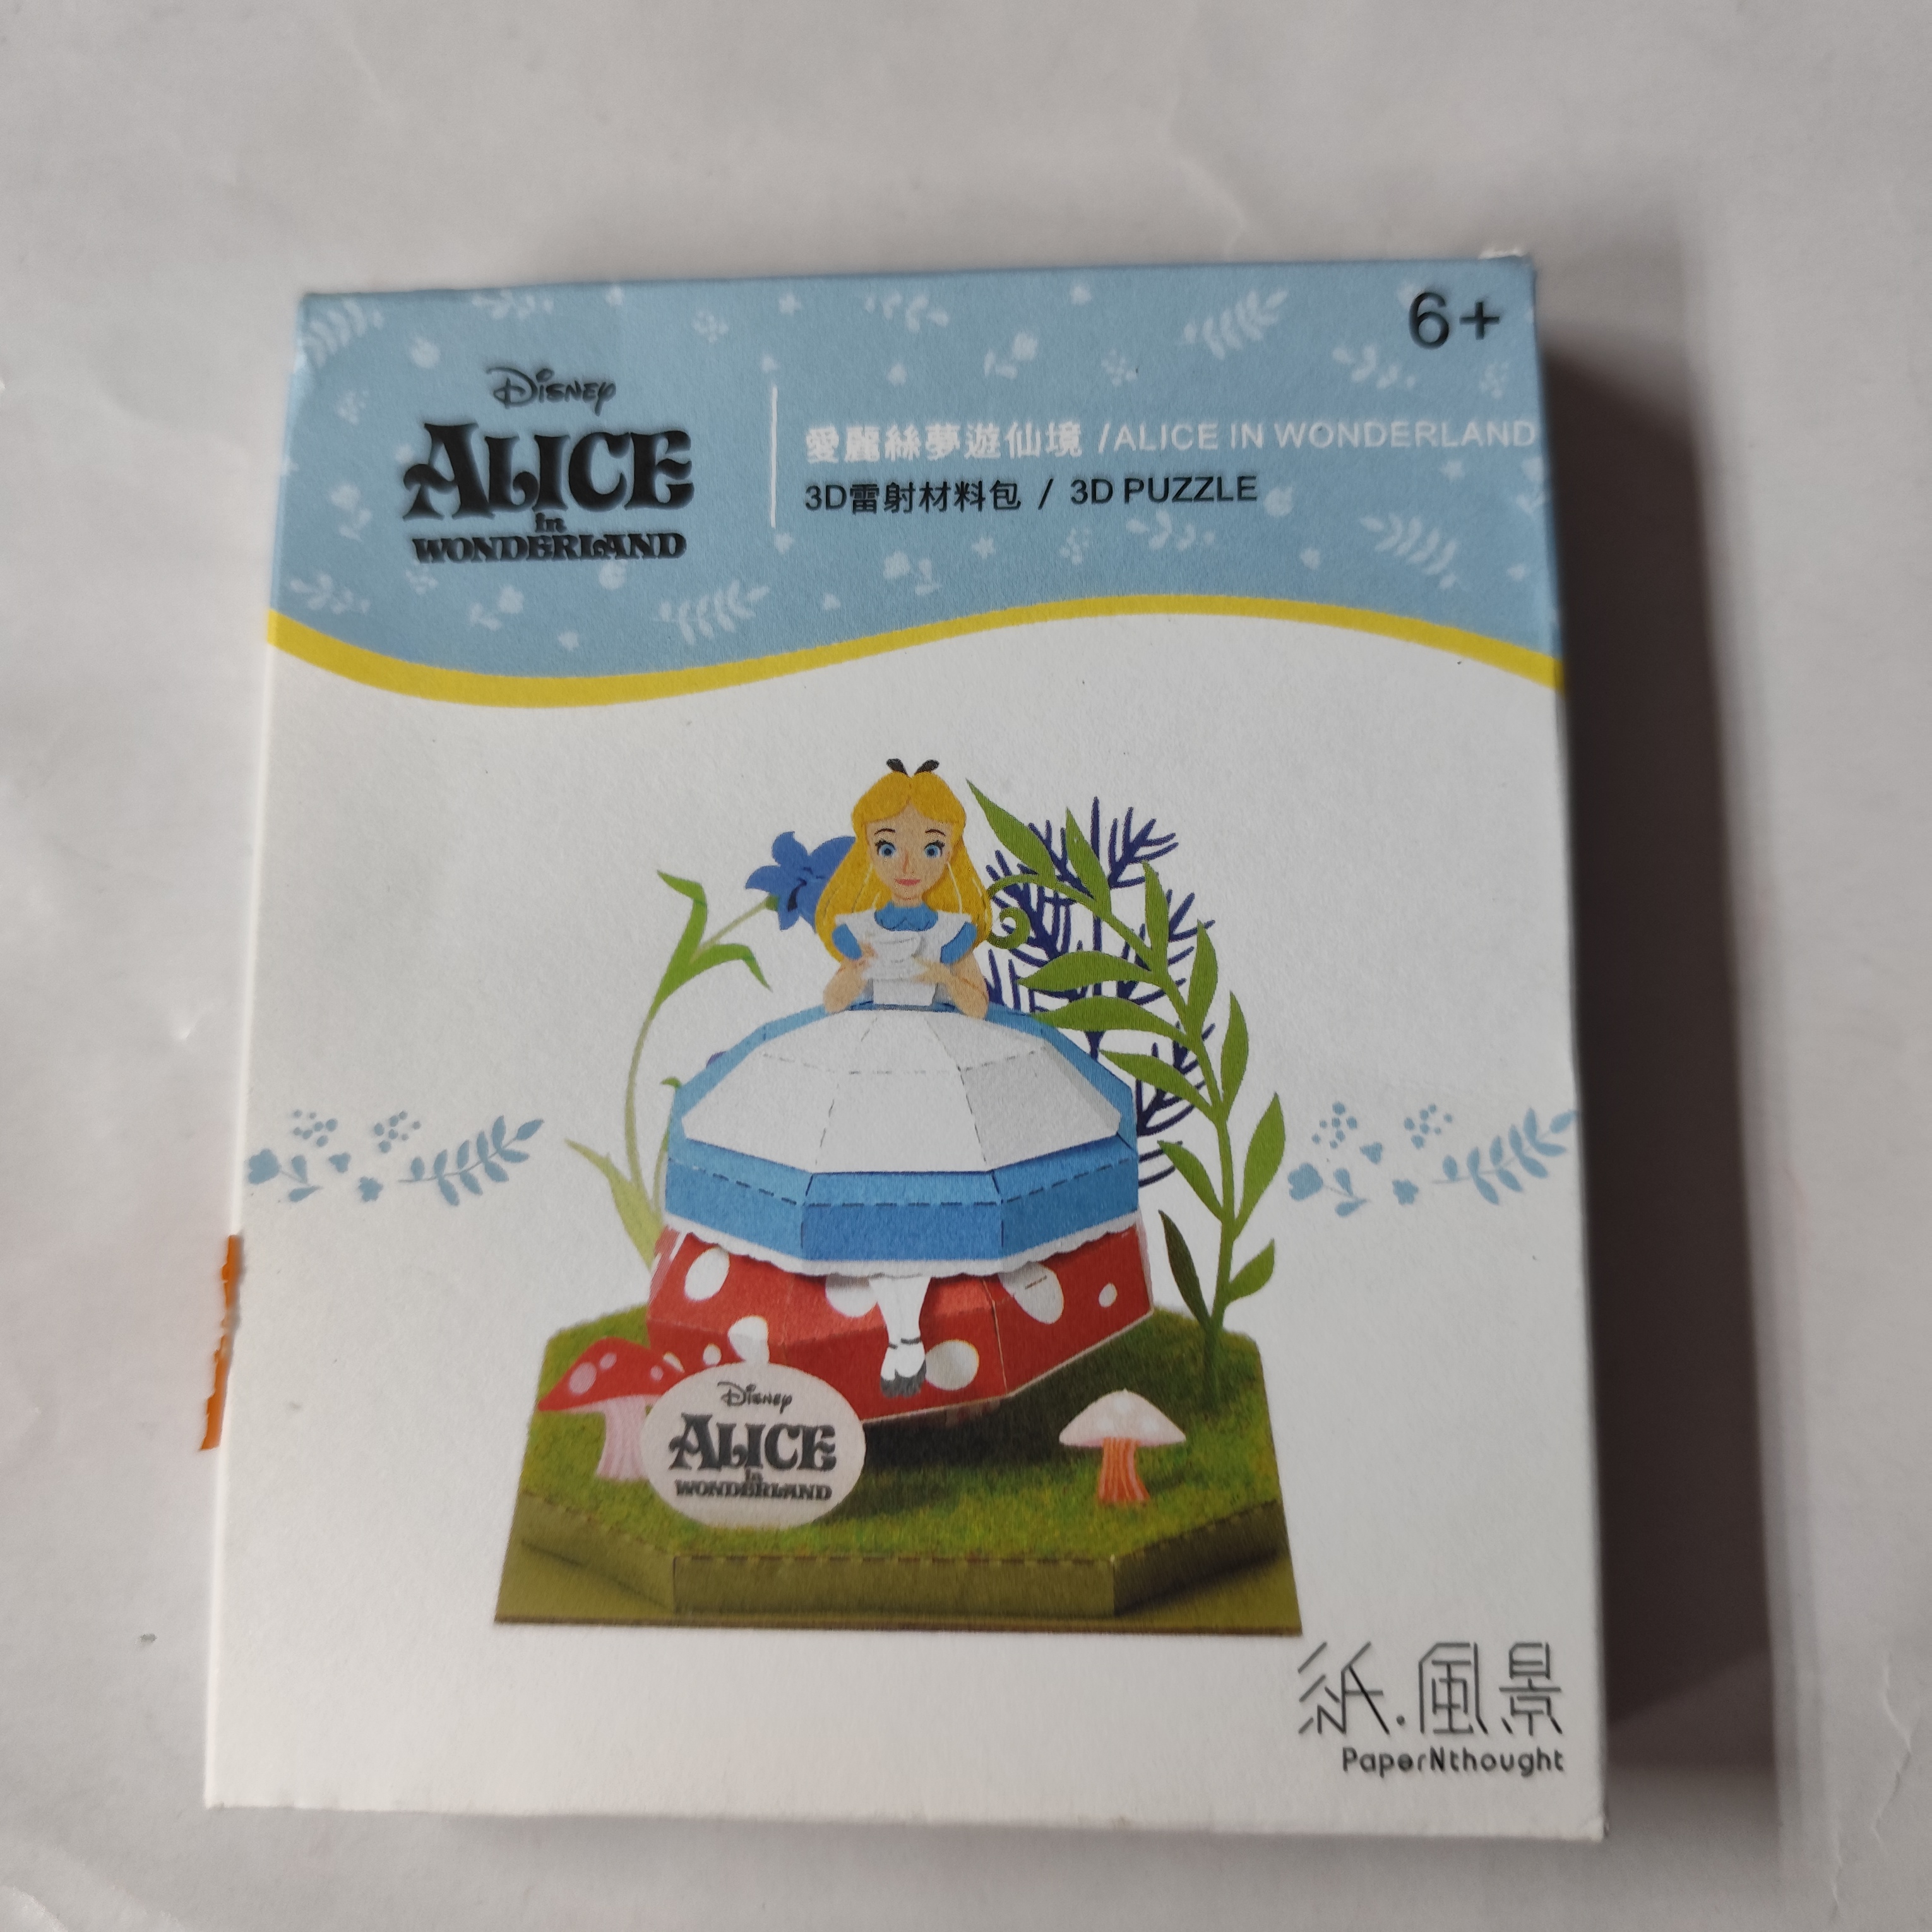 6+
Disney
ALICE
in
WONDERLAND
愛麗絲夢遊仙境 /ALICE IN WONDERLAND
3D雷射材料包 / 3D PUZZLE
Disney
ALICE
in
WONDERLAND
紙.風景
PaperNthought